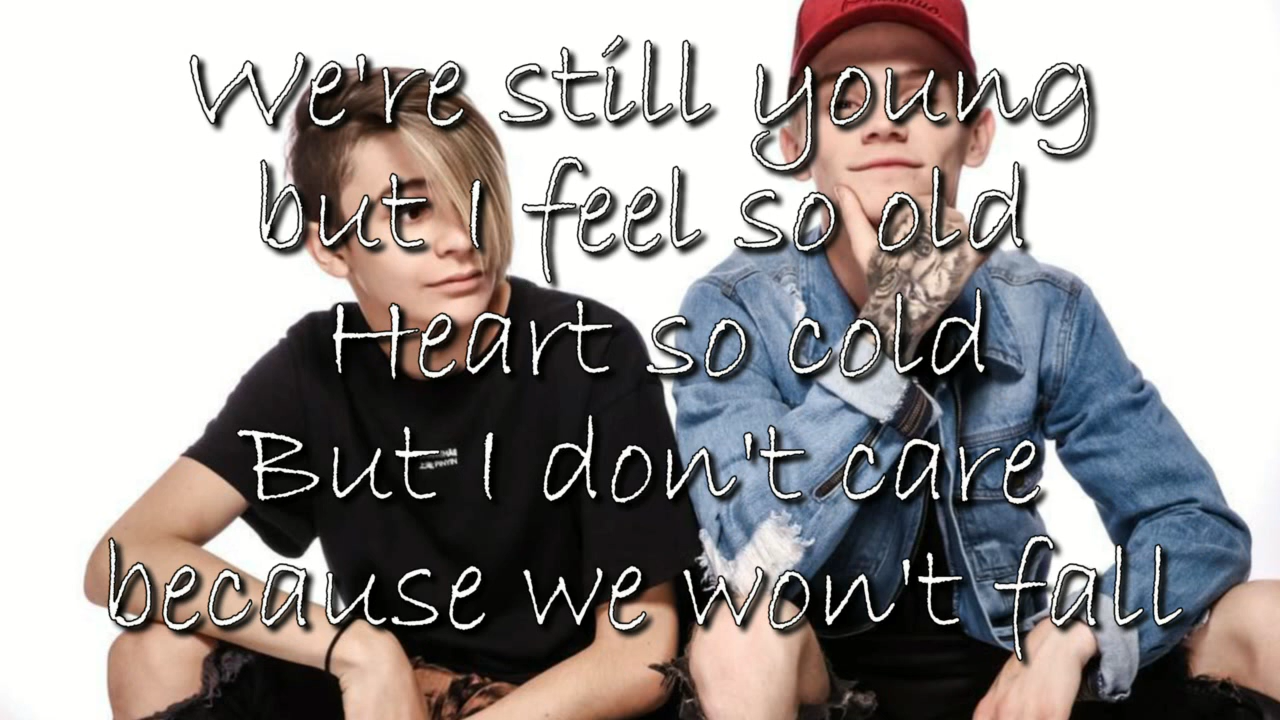 We're still young
but I feel so old
Heart so cold
But I don't care
because we won't fall